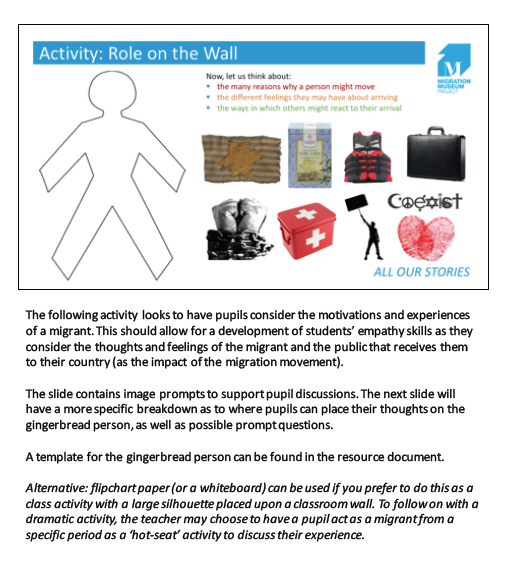 Activity: Role on the Wall
MIGRATION
MUSEUM
PROJECT
Now, let us think about:
• the many reasons why a person might move
• the different feelings they may have about arriving
• the ways in which others might react to their arrival
Coexist
ALL OUR STORIES
The following activity looks to have pupils consider the motivations and experiences
of a migrant. This should allow for a development of students’ empathy skills as they
consider the thoughts and feelings of the migrant and the public that receives them
to their country (as the impact of the migration movement).
The slide contains image prompts to support pupil discussions. The next slide will
have a more specific breakdown as to where pupils can place their thoughts on the
gingerbread person, as well as possible prompt questions.
A template for the gingerbread person can be found in the resource document.
Alternative: flipchart paper (or a whiteboard) can be used if you prefer to do this as a
class activity with a large silhouette placed upon a classroom wall. To follow on with a
dramatic activity, the teacher may choose to have a pupil act as a migrant from a
specific period as a ‘hot-seat’ activity to discuss their experience.